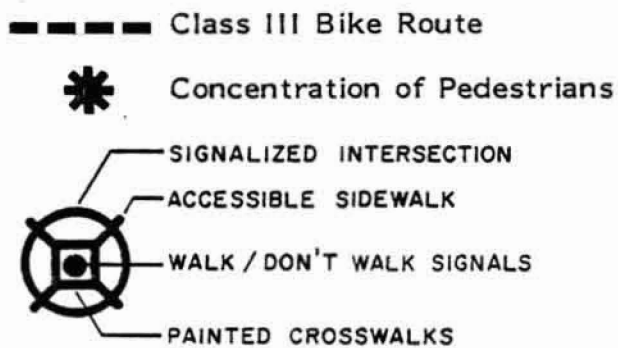 Class III Bike Route
Concentration of Pedestrians
SIGNALIZED INTERSECTION
ACCESSIBLE SIDEWALK
WALK / DON'T WALK SIGNALS
PAINTED CROSSWALKS